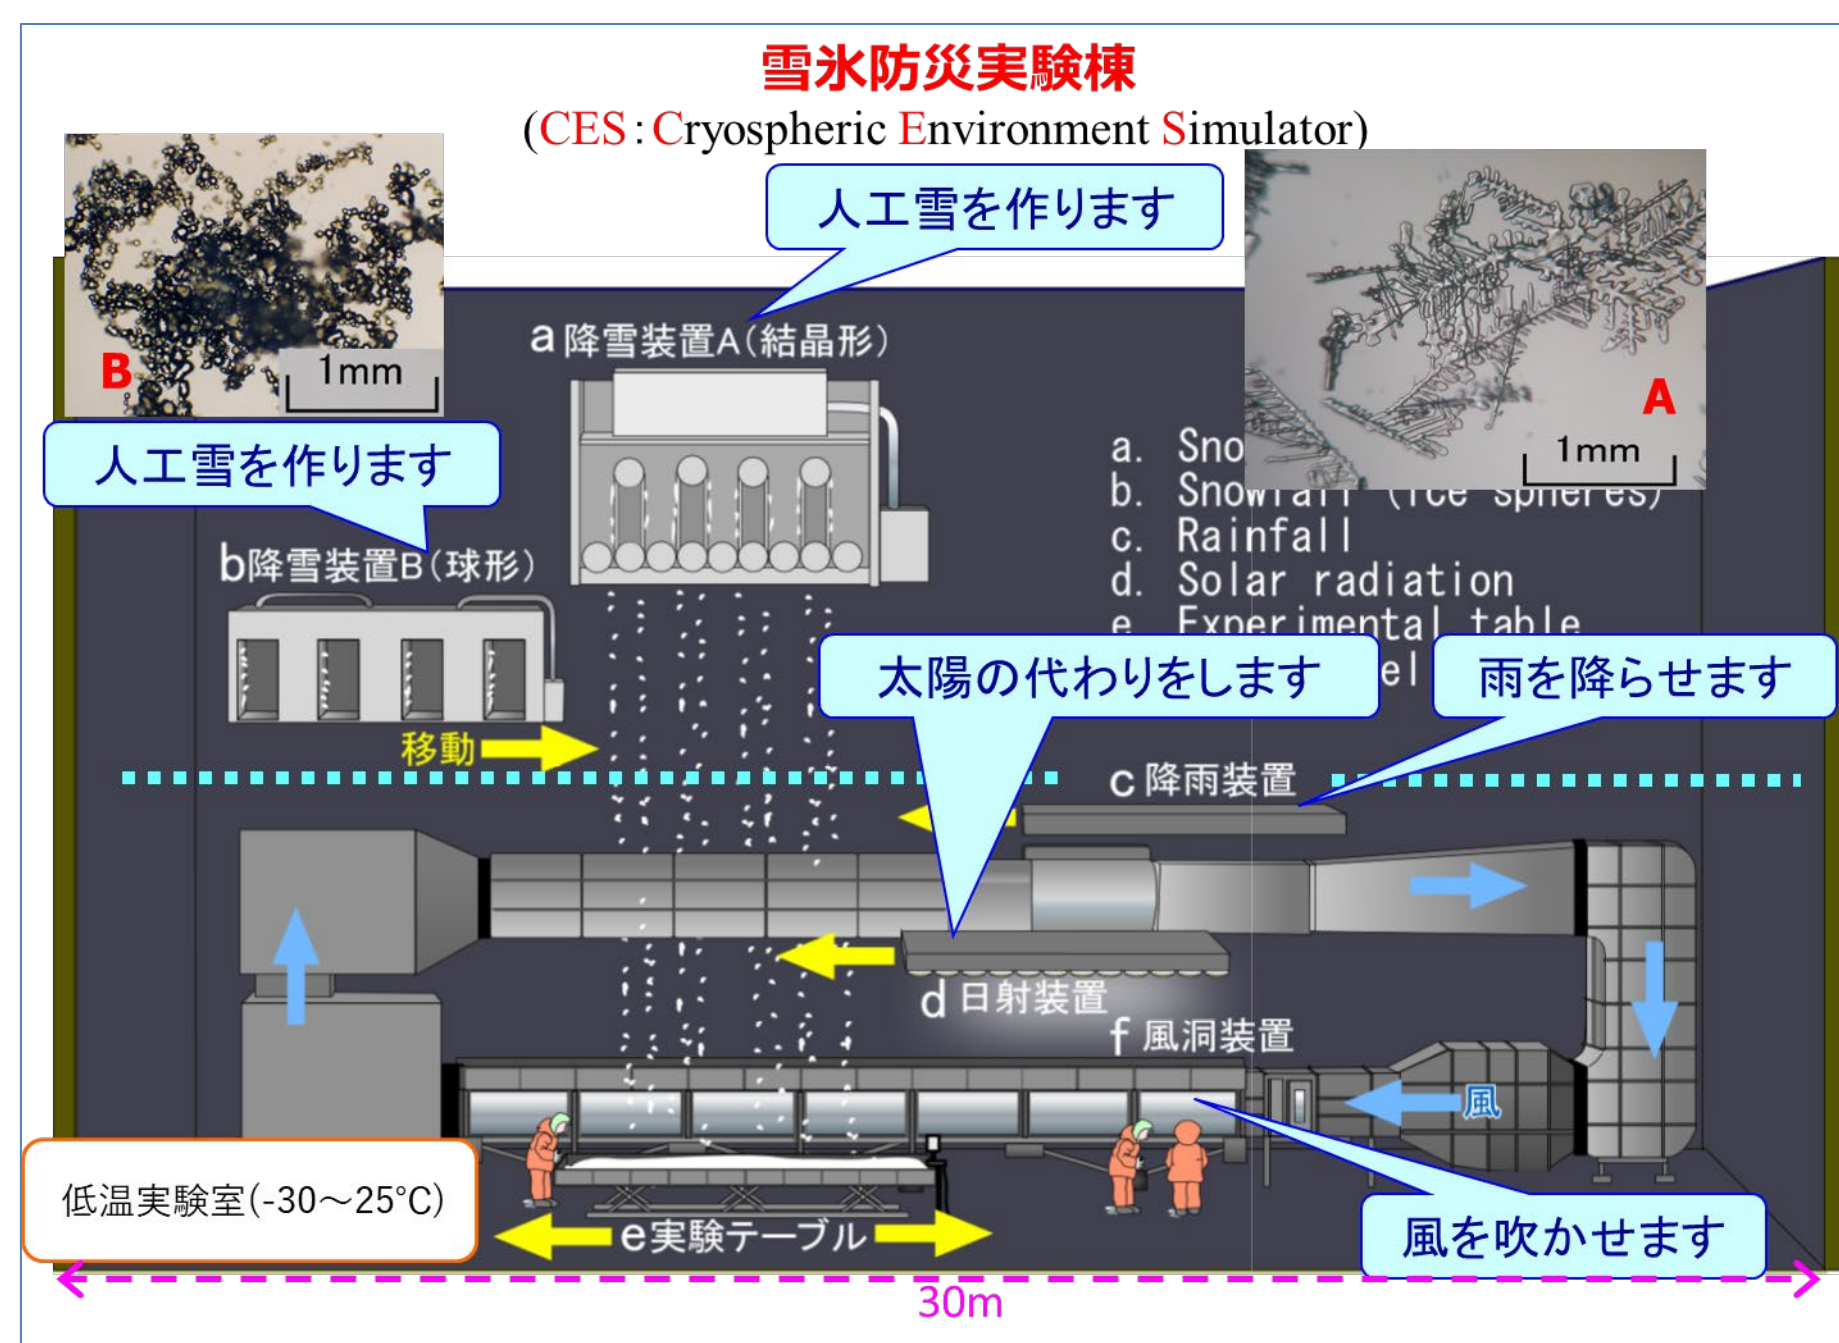 雪氷防災実験棟
(CES：Cryospheric Environment Simulator)
人工雪を作ります
B
1mm
A
1mm
人工雪を作ります
a降雪装置A(結晶形)
b降雪装置B(球形)
a. Sno
b. Snowfall (ice spheres)
c. Rainfall
d. Solar radiation
e. Experimental table
el
太陽の代わりをします
雨を降らせます
移動
c降雨装置
d日射装置
f風洞装置
風
低温実験室(-30～25℃)
e実験テーブル
風を吹かせます
30m